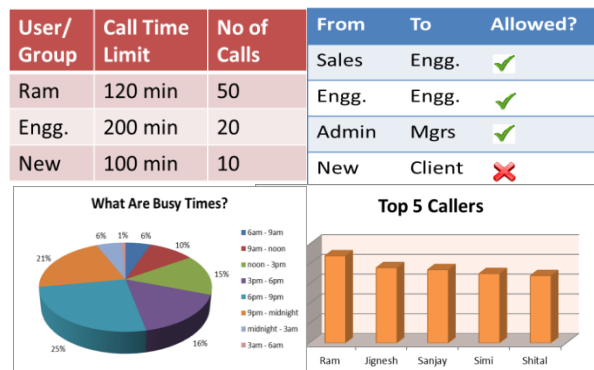 User/ Group Call Time Limit No of Calls
Ram 120 min 50
Engg. 200 min 20
New 100 min 10
From To Allowed?
Sales Engg.
Engg. Engg.
Admin Mgrs
New Client
What Are Busy Times?
6% 1% 6%
10%
15%
16%
25%
21%
6am - 9am
9am - noon
noon - 3pm
3pm - 6pm
6pm - 9pm
9pm - midnight
midnight - 3am
3am - 6am
Top 5 Callers
Ram Jignesh Sanjay Simi Shital